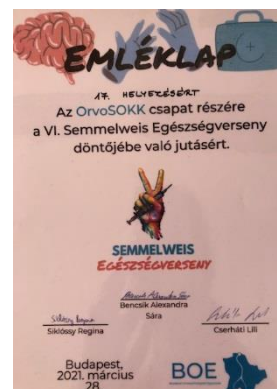 EMLÉKLAP
17. HELYEZÉSÉRT
Az OrvoSOKK csapat részére
a VI. Semmelweis Egészségverseny
döntőjébe való jutásért.
SEMMELWEIS
EGÉSZSÉGVERSENY
Bencsik Alexandra
Sára
Siklóssy Regina
Cserháti Lili
Budapest,
2021. március
28
BOE